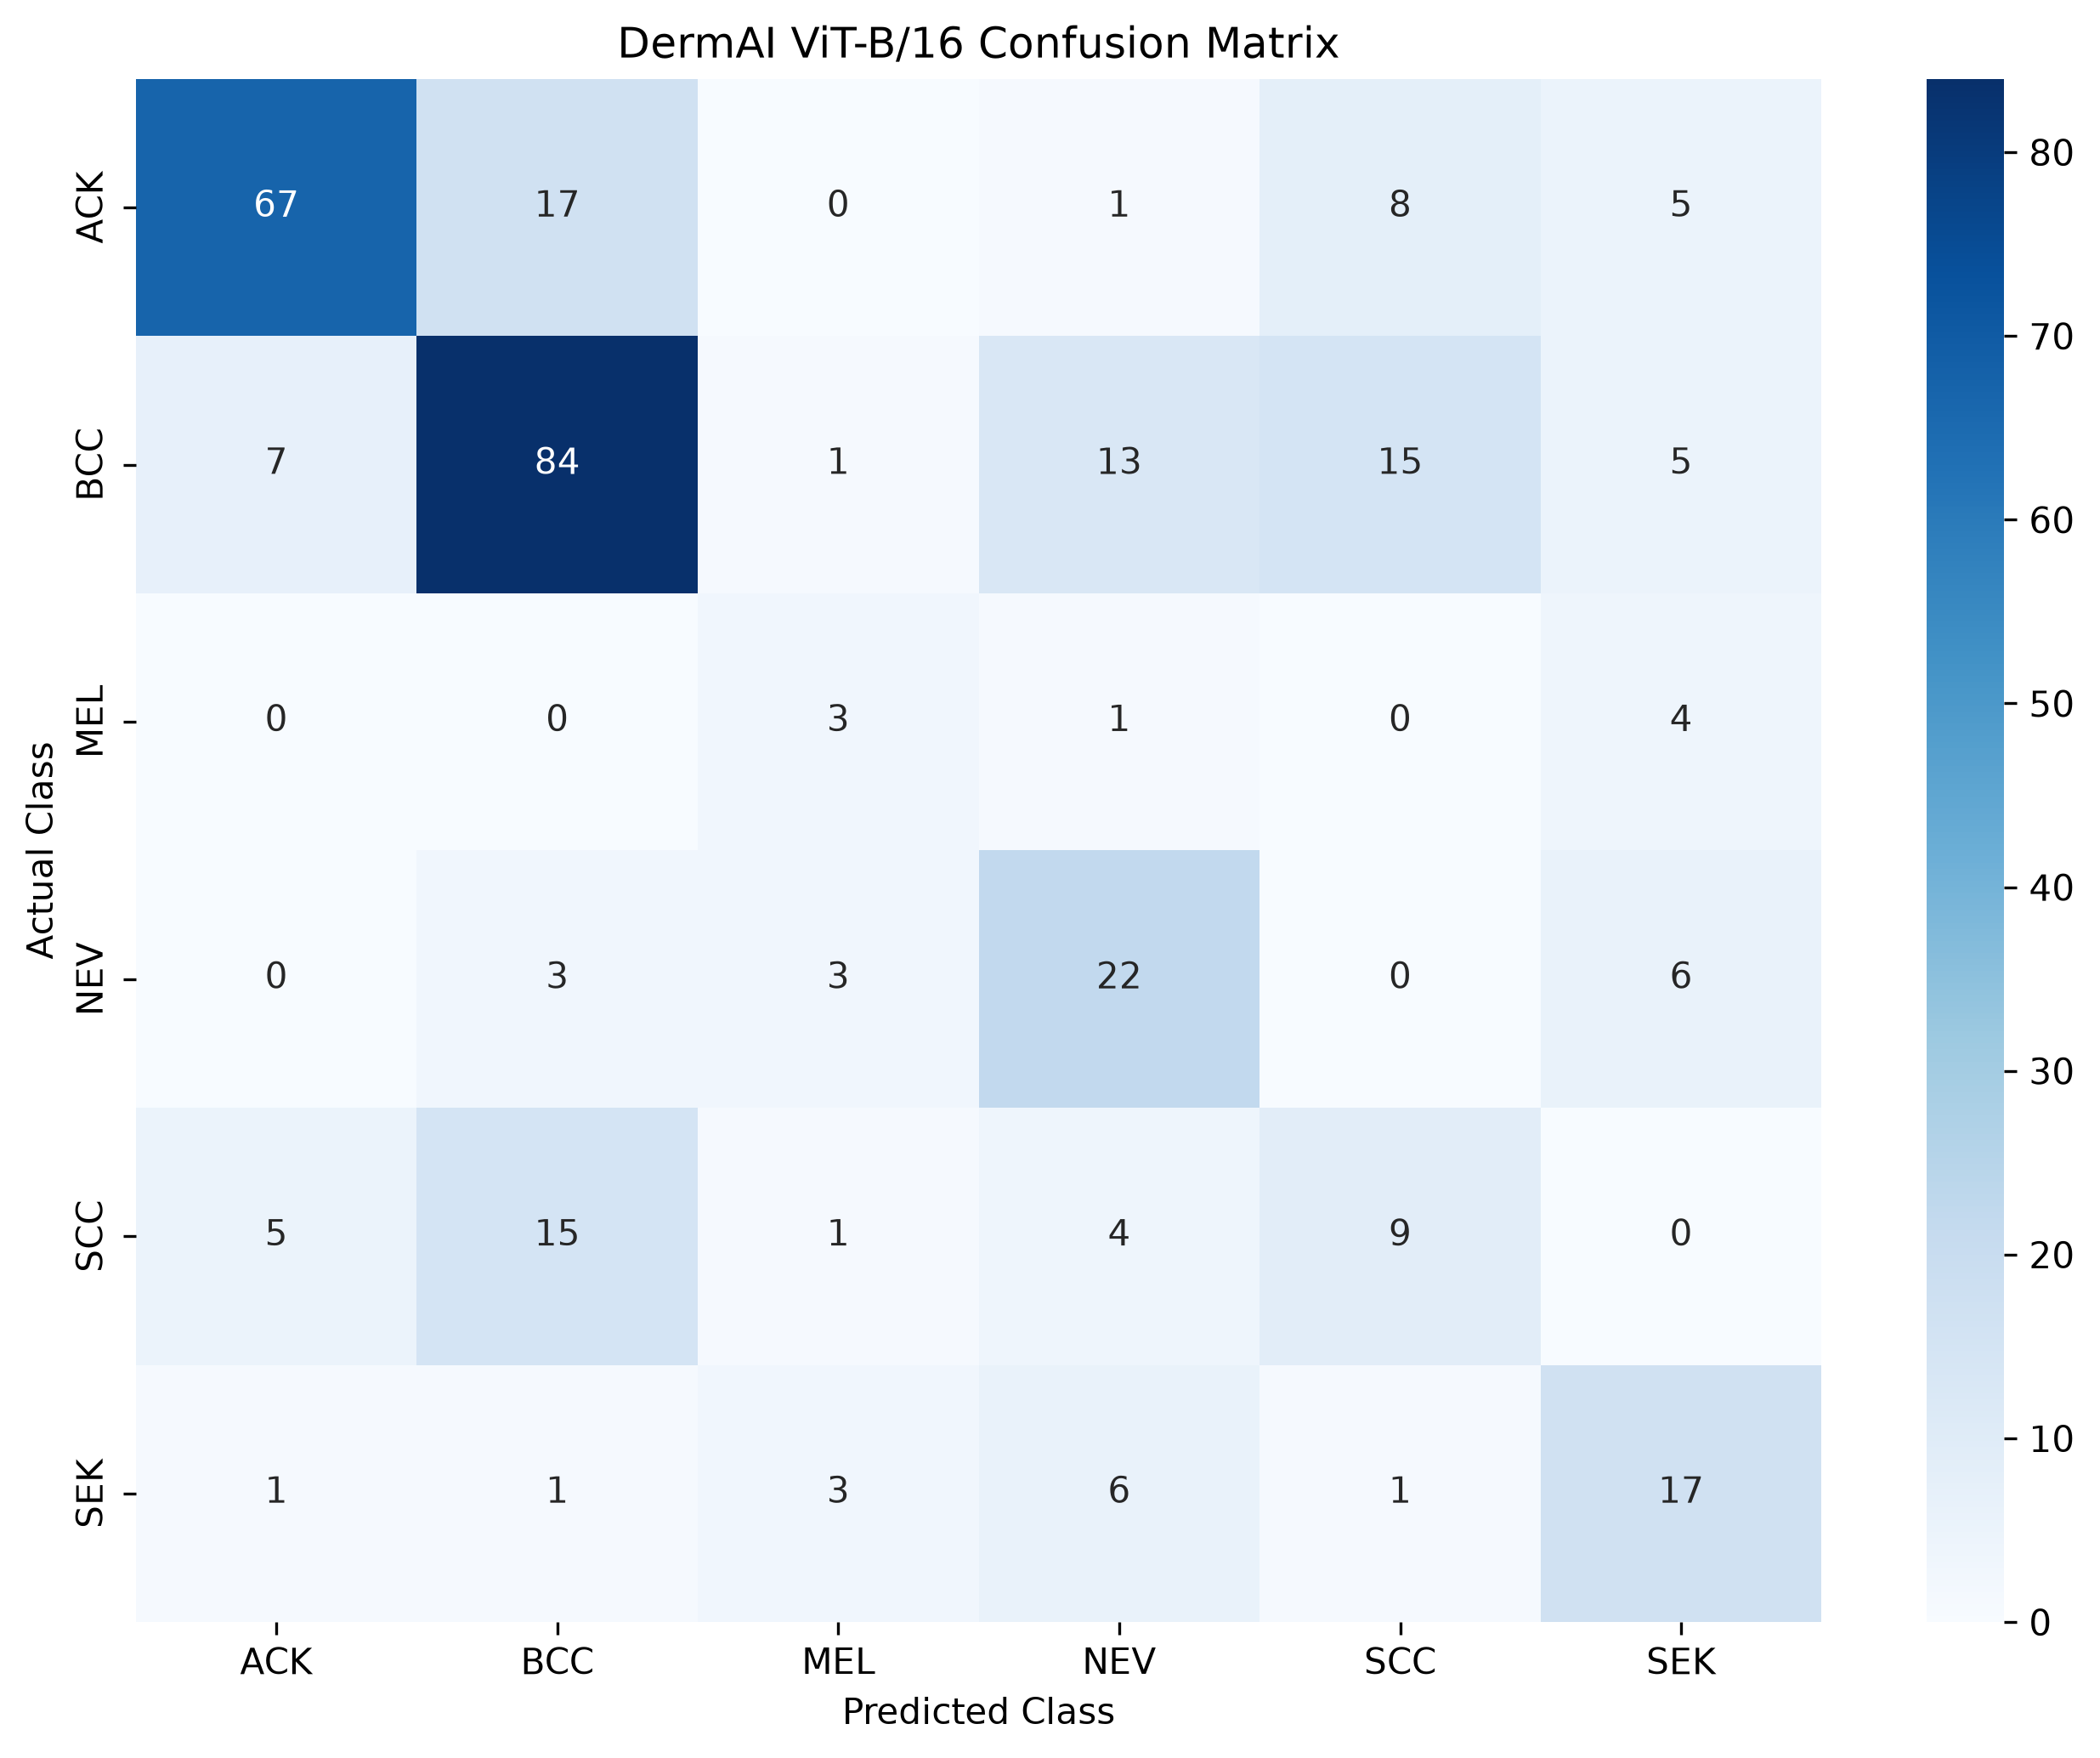 DermAI ViT-B/16 Confusion Matrix
Actual Class
ACK 67 17 0 1 8 5
BCC 7 84 1 13 15 5
MEL 0 0 3 1 0 4
NEV 0 3 3 22 0 6
SCC 5 15 1 4 9 0
SEK 1 1 3 6 1 17
ACK BCC MEL NEV SCC SEK
Predicted Class
80
70
60
50
40
30
20
10
0